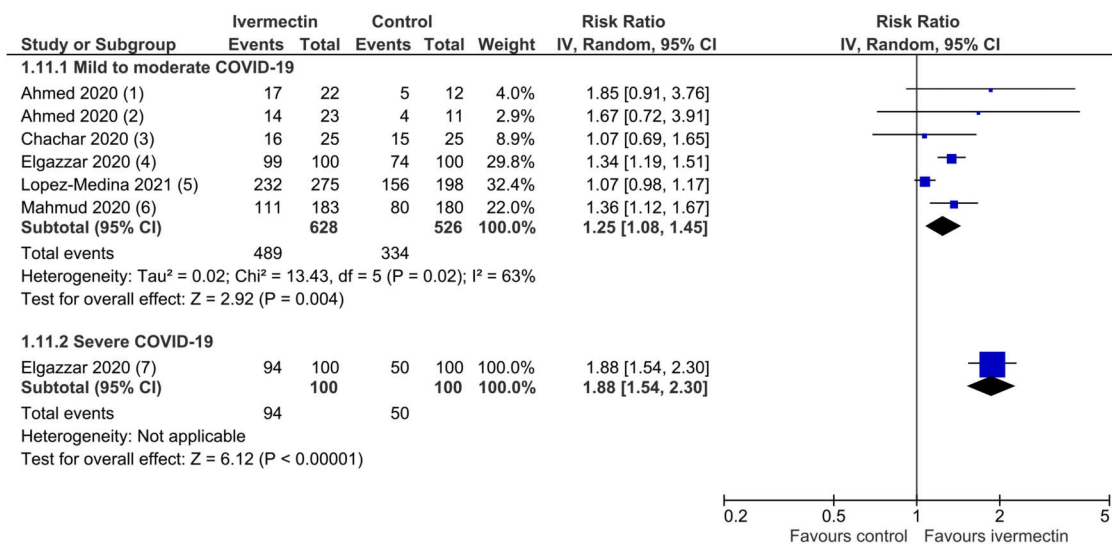 Ivermectin Control Risk Ratio Risk Ratio
Study or Subgroup Events Total Events Total Weight IV, Random, 95% CI IV, Random, 95% CI
1.11.1 Mild to moderate COVID-19
Ahmed 2020 (1) 17 22 5 12 4.0% 1.85 [0.91, 3.76]
Ahmed 2020 (2) 14 23 4 11 2.9% 1.67 [0.72, 3.91]
Chachar 2020 (3) 16 25 15 25 8.9% 1.07 [0.69, 1.65]
Elgazzar 2020 (4) 99 100 74 100 29.8% 1.34 [1.19, 1.51]
Lopez-Medina 2021 (5) 232 275 156 198 32.4% 1.07 [0.98, 1.17]
Mahmud 2020 (6) 111 183 80 180 22.0% 1.36 [1.12, 1.67]
Subtotal (95% CI) 628 526 100.0% 1.25 [1.08, 1.45]
Total events 489 334
Heterogeneity: Tau² = 0.02; Chi² = 13.43, df = 5 (P = 0.02); I² = 63%
Test for overall effect: Z = 2.92 (P = 0.004)
1.11.2 Severe COVID-19
Elgazzar 2020 (7) 94 100 50 100 100.0% 1.88 [1.54, 2.30]
Subtotal (95% CI) 100 100 100.0% 1.88 [1.54, 2.30]
Total events 94 50
Heterogeneity: Not applicable
Test for overall effect: Z = 6.12 (P < 0.00001)
0.2 0.5 1 2 5
Favours control Favours ivermectin